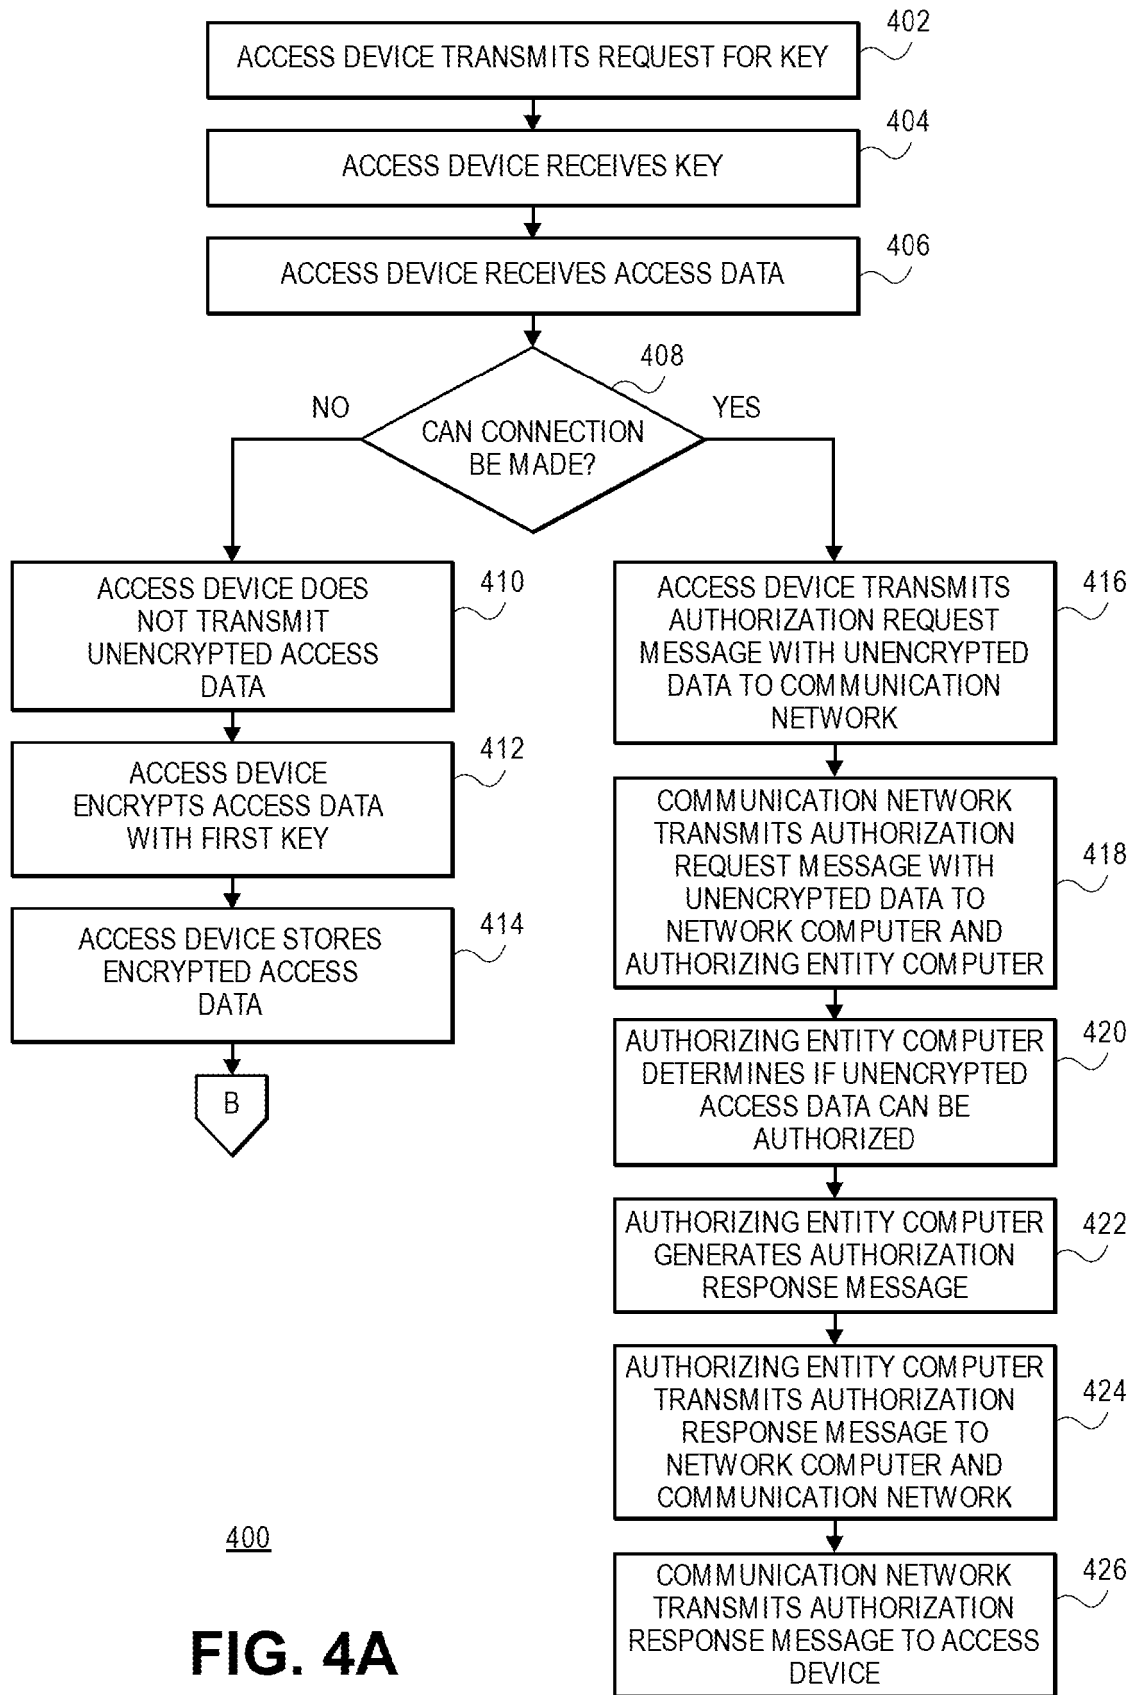 402
ACCESS DEVICE TRANSMITS REQUEST FOR KEY
404
ACCESS DEVICE RECEIVES KEY
406
ACCESS DEVICE RECEIVES ACCESS DATA
408
NO
YES
CAN CONNECTION
BE MADE?
410
ACCESS DEVICE DOES
NOT TRANSMIT
UNENCRYPTED ACCESS
DATA
412
ACCESS DEVICE
ENCRYPTS ACCESS DATA
WITH FIRST KEY
414
ACCESS DEVICE STORES
ENCRYPTED ACCESS
DATA
B
416
ACCESS DEVICE TRANSMITS
AUTHORIZATION REQUEST
MESSAGE WITH UNENCRYPTED
DATA TO COMMUNICATION
NETWORK
418
COMMUNICATION NETWORK
TRANSMITS AUTHORIZATION
REQUEST MESSAGE WITH
UNENCRYPTED DATA TO
NETWORK COMPUTER AND
AUTHORIZING ENTITY COMPUTER
420
AUTHORIZING ENTITY COMPUTER
DETERMINES IF UNENCRYPTED
ACCESS DATA CAN BE
AUTHORIZED
422
AUTHORIZING ENTITY COMPUTER
GENERATES AUTHORIZATION
RESPONSE MESSAGE
424
AUTHORIZING ENTITY COMPUTER
TRANSMITS AUTHORIZATION
RESPONSE MESSAGE TO
NETWORK COMPUTER AND
COMMUNICATION NETWORK
426
COMMUNICATION NETWORK
TRANSMITS AUTHORIZATION
RESPONSE MESSAGE TO ACCESS
DEVICE
400
FIG. 4A